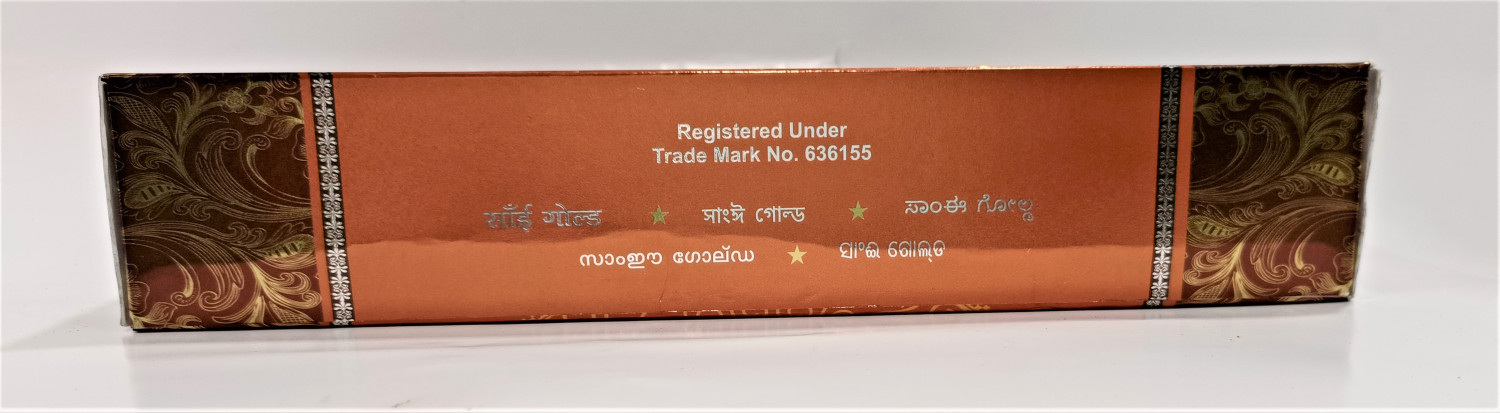 Registered Under
Trade Mark No. 636155
साँई गोल्ड ★ সাংঈ গোল্ড ★ ಸಾಂಈ ಗೋಲ್ಡ
സാംഈ ഗോല്ഡ ★ ସାଂଇ ଗୋଲ୍ଡ